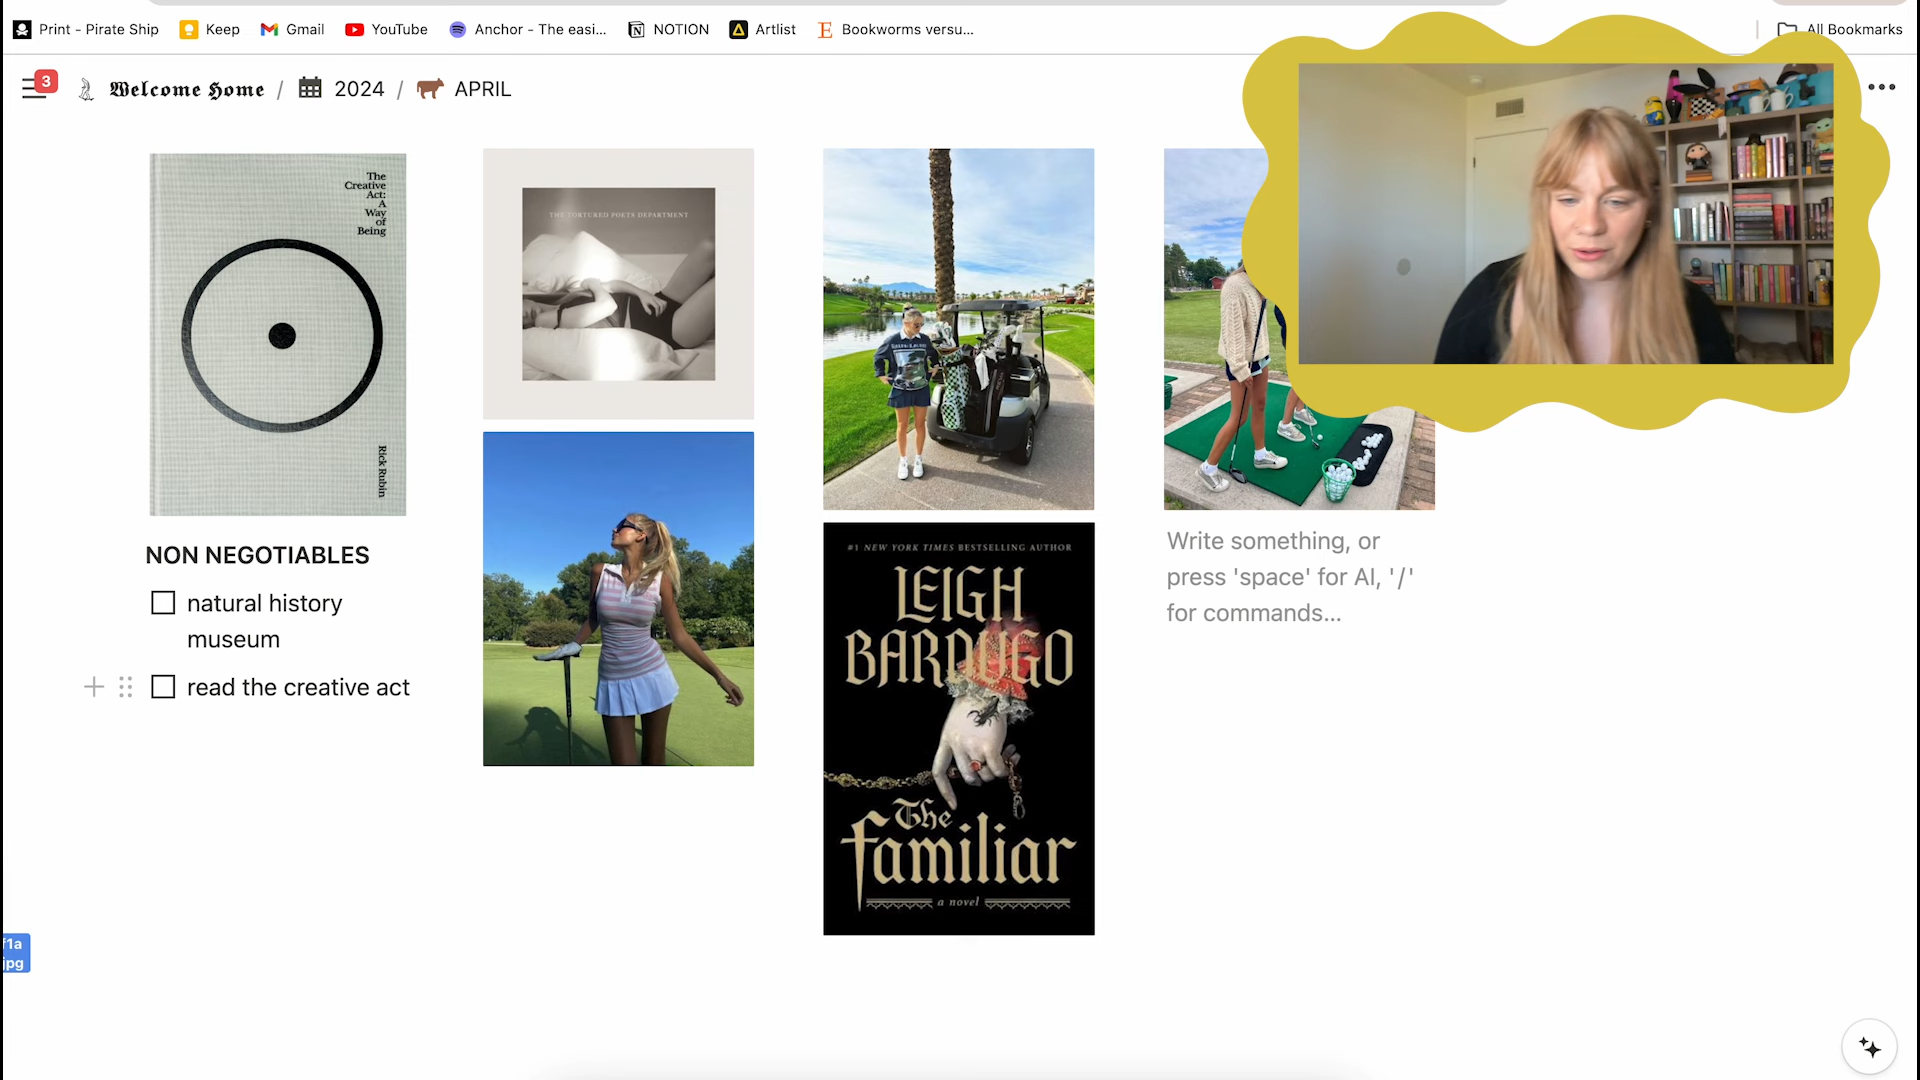 Print - Pirate Ship
Keep
Gmail
YouTube
Anchor - The easi...
NOTION
Artlist
Bookworms versu...
All Bookmarks
3
Welcome Home / 2024 / APRIL
The
Creative
Act:
A
Way
of
Being
Rick Rubin
NON NEGOTIABLES
natural history
museum
read the creative act
THE TORTURED POETS DEPARTMENT
#1 NEW YORK TIMES BESTSELLING AUTHOR
LEIGH
BARDUGO
The
familiar
a novel
Write something, or
press 'space' for AI, '/'
for commands...
f1a
jpg